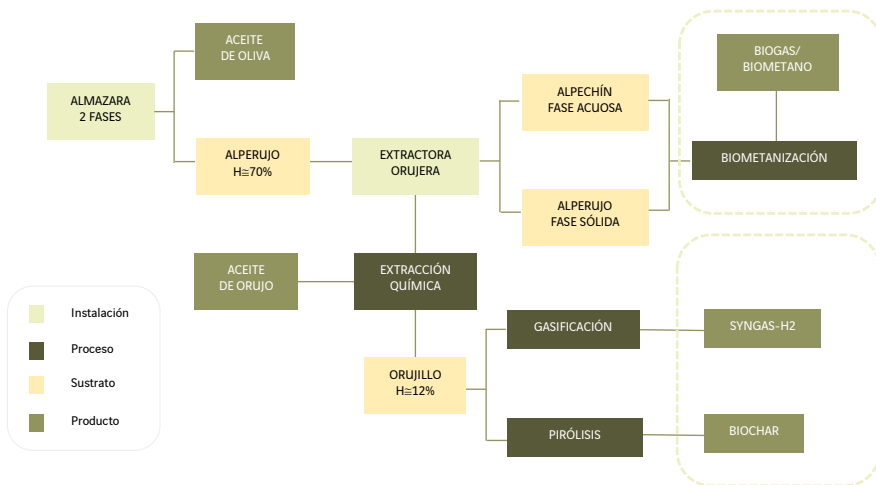 ACEITE
DE OLIVA
ALMAZARA
2 FASES
ALPERUJO
H≅70%
EXTRACTORA
ORUJERA
ALPECHÍN
FASE ACUOSA
ALPERUJO
FASE SÓLIDA
BIOGAS/
BIOMETANO
BIOMETANIZACIÓN
ACEITE
DE ORUJO
EXTRACCIÓN
QUÍMICA
ORUJILLO
H≅12%
GASIFICACIÓN
SYNGAS-H2
PIRÓLISIS
BIOCHAR
Instalación
Proceso
Sustrato
Producto